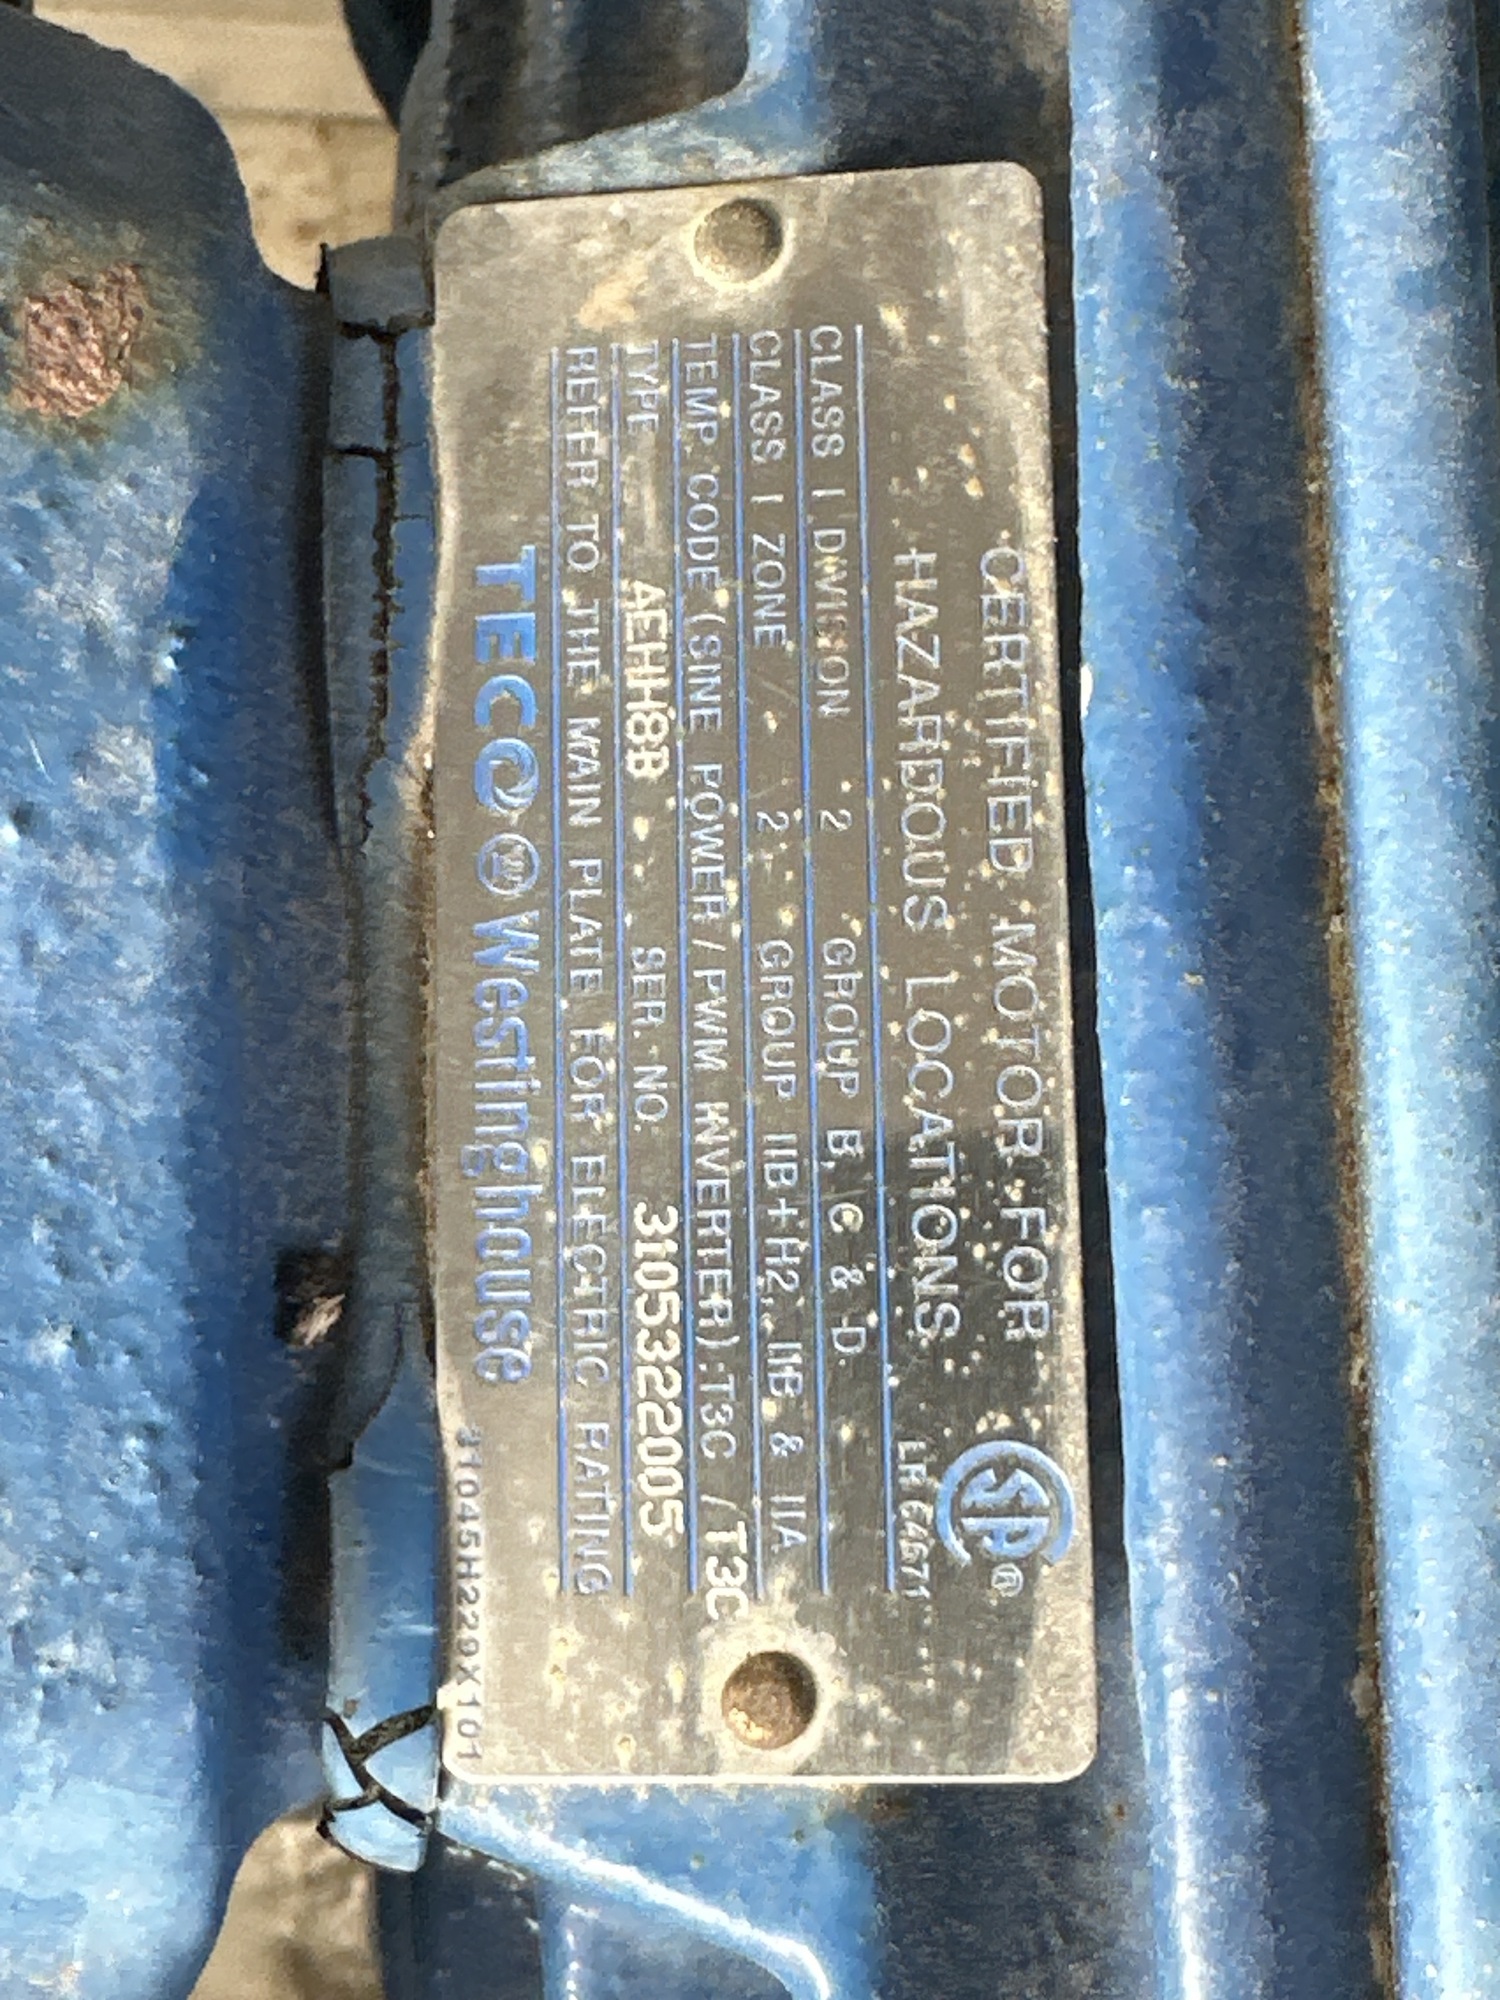 CERTIFIED MOTOR FOR
HAZARDOUS LOCATIONS
SP®
LR 64671
CLASS I DIVISION 2 GROUP B, C & D.
CLASS I ZONE 2 GROUP IIB+H2, IIB & IIA
TEMP. CODE (SINE POWER / PWM INVERTER):T3C / T3C
TYPE AEHH8B SER. NO. 3105322005
REFER TO THE MAIN PLATE FOR ELECTRIC RATING
TECO Westinghouse
3H045H229X101